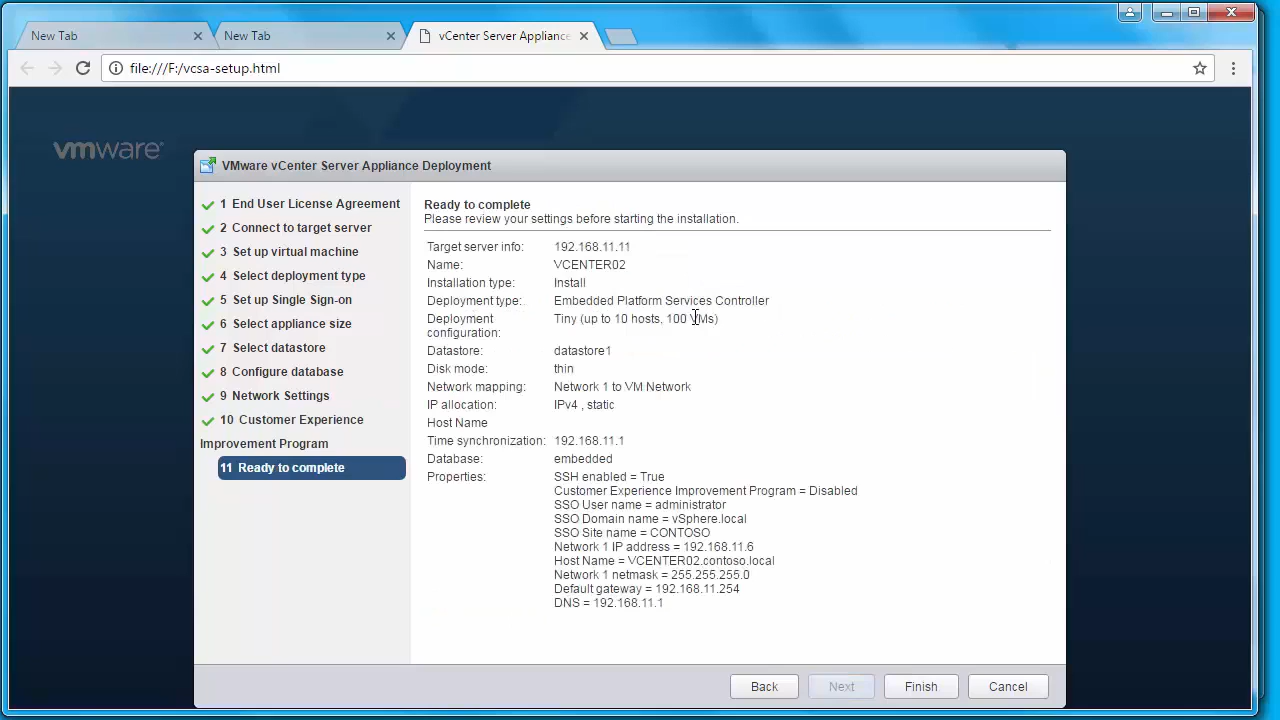 New Tab
New Tab
vCenter Server Appliance
file:///F:/vcsa-setup.html
vmware
VMware vCenter Server Appliance Deployment
1 End User License Agreement
2 Connect to target server
3 Set up virtual machine
4 Select deployment type
5 Set up Single Sign-on
6 Select appliance size
7 Select datastore
8 Configure database
9 Network Settings
10 Customer Experience
Improvement Program
11 Ready to complete
Ready to complete
Please review your settings before starting the installation.
Target server info: 192.168.11.11
Name: VCENTER02
Installation type: Install
Deployment type: Embedded Platform Services Controller
Deployment Tiny (up to 10 hosts, 100 VMs)
configuration:
Datastore: datastore1
Disk mode: thin
Network mapping: Network 1 to VM Network
IP allocation: IPv4 , static
Host Name
Time synchronization: 192.168.11.1
Database: embedded
Properties: SSH enabled = True
Customer Experience Improvement Program = Disabled
SSO User name = administrator
SSO Domain name = vSphere.local
SSO Site name = CONTOSO
Network 1 IP address = 192.168.11.6
Host Name = VCENTER02.contoso.local
Network 1 netmask = 255.255.255.0
Default gateway = 192.168.11.254
DNS = 192.168.11.1
Back
Next
Finish
Cancel